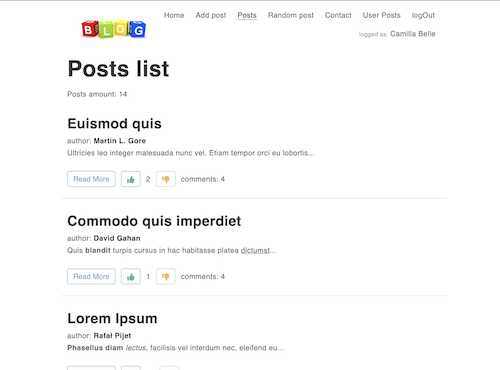 Home Add post Posts Random post Contact User Posts logOut
BLOG
logged as: Camilla Belle
Posts list
Posts amount: 14
Euismod quis
author: Martin L. Gore
Ultricies leo integer malesuada nunc vel. Etiam tempor orci eu lobortis...
Read More 2 comments: 4
Commodo quis imperdiet
author: David Gahan
Quis blandit turpis cursus in hac habitasse platea dictumst...
Read More 1 comments: 4
Lorem Ipsum
author: Rafał Pijet
Phasellus diam lectus, facilisis vel interdum nec, eleifend eu...